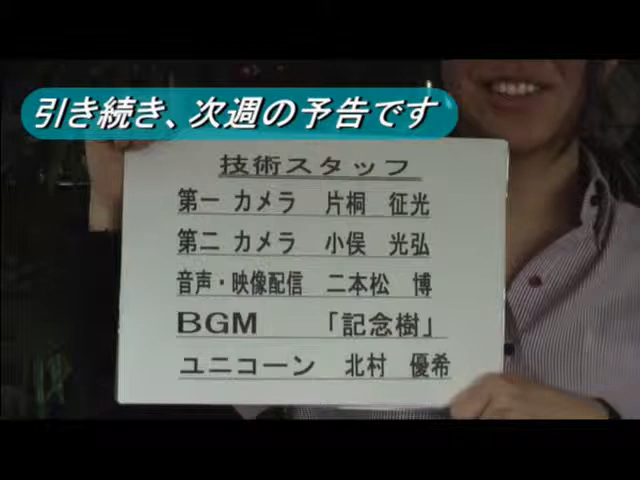 引き続き、次週の予告です
技術スタッフ
第一 カメラ 片桐 征光
第二 カメラ 小俣 光弘
音声・映像配信 二本松 博
BGM 「記念樹」
ユニコーン 北村 優希